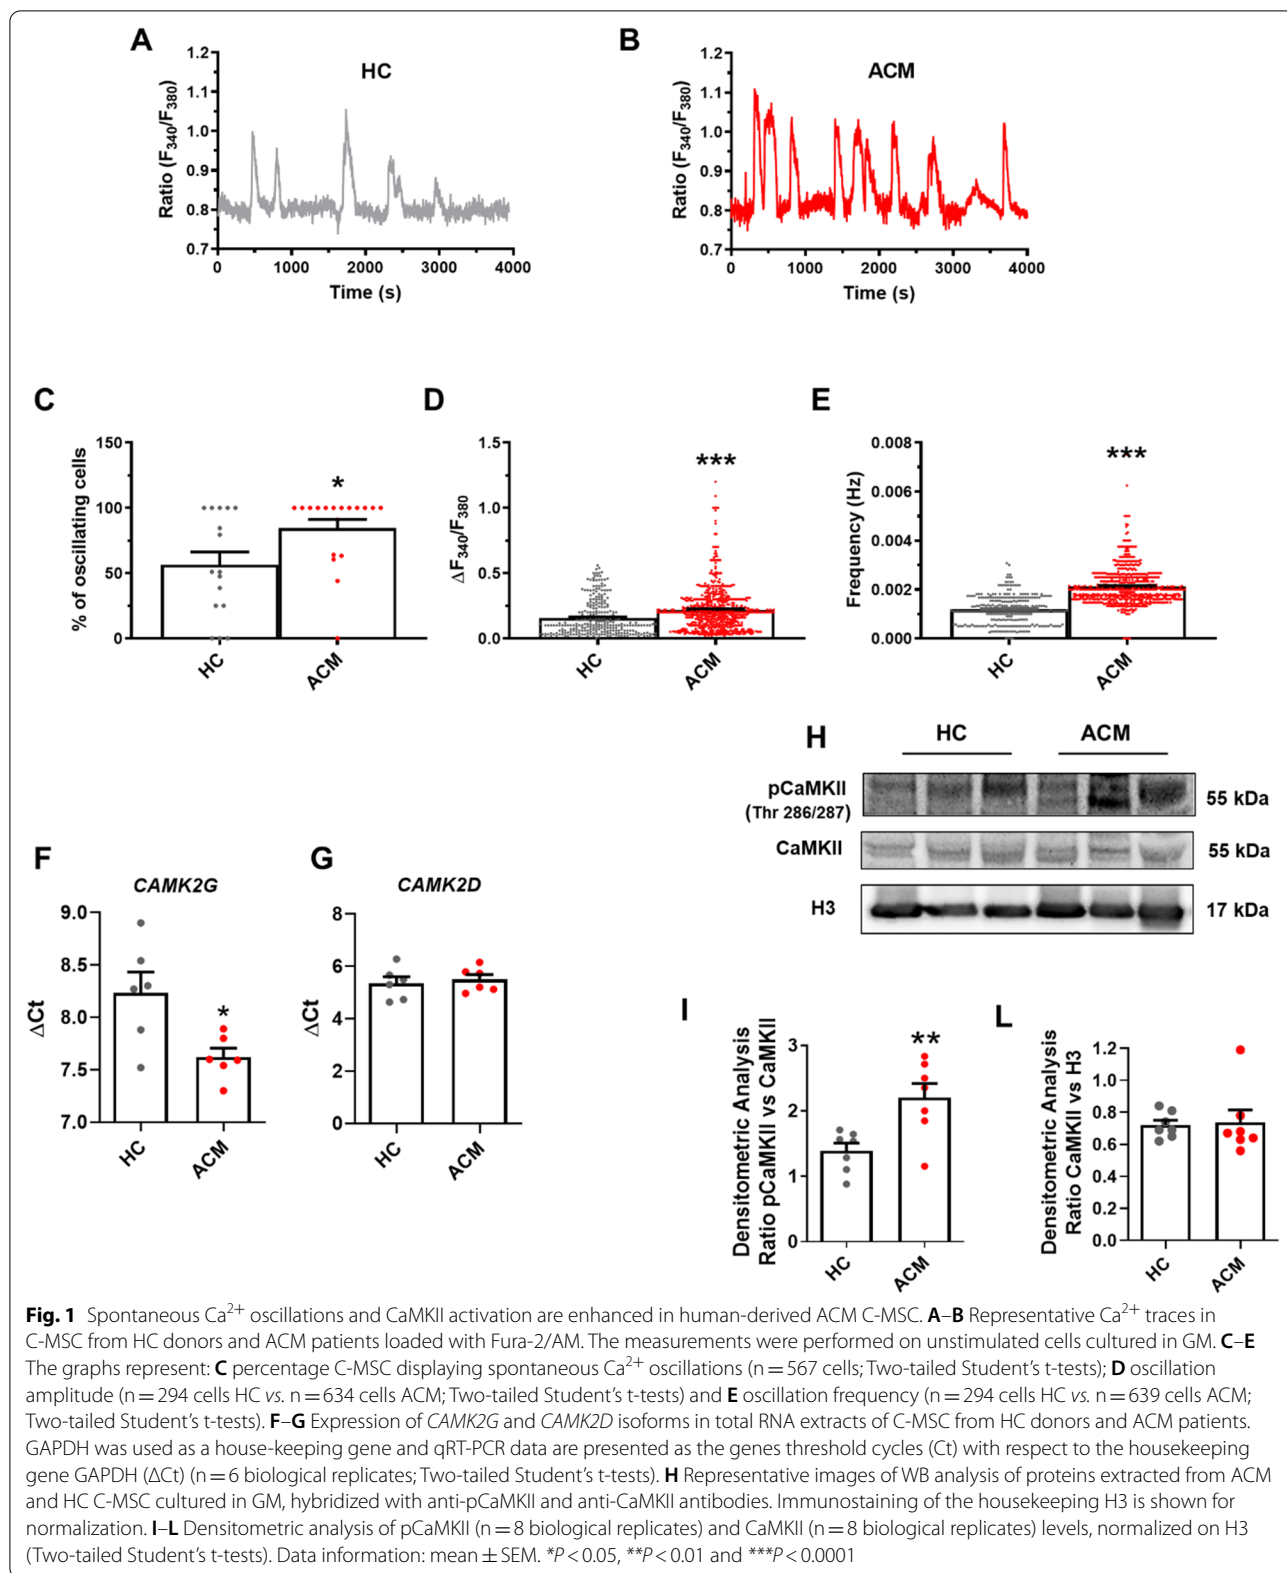 A
HC
Ratio (F340/F380)
1.2
1.1
1.0
0.9
0.8
0.7
0
1000
2000
3000
4000
Time (s)
B
ACM
Ratio (F340/F380)
1.2
1.1
1.0
0.9
0.8
0.7
0
1000
2000
3000
4000
Time (s)
C
% of oscillating cells
150
100
50
0
*
HC
ACM
D
ΔF340/F380
1.5
1.0
0.5
0.0
***
HC
ACM
E
Frequency (Hz)
0.008
0.006
0.004
0.002
0.000
***
HC
ACM
H
HC
ACM
pCaMKII
(Thr 286/287)
55 kDa
CaMKII
55 kDa
H3
17 kDa
F
CAMK2G
ΔCt
9.0
8.5
8.0
7.5
7.0
*
HC
ACM
G
CAMK2D
ΔCt
8
6
4
2
0
HC
ACM
I
Densitometric Analysis
Ratio pCaMKII vs CaMKII
3
2
1
0
**
HC
ACM
L
Densitometric Analysis
Ratio CaMKII vs H3
1.2
1.0
0.8
0.6
0.4
0.2
0.0
HC
ACM
Fig. 1 Spontaneous Ca2+ oscillations and CaMKII activation are enhanced in human-derived ACM C-MSC. A–B Representative Ca2+ traces in
C-MSC from HC donors and ACM patients loaded with Fura-2/AM. The measurements were performed on unstimulated cells cultured in GM. C–E
The graphs represent: C percentage C-MSC displaying spontaneous Ca2+ oscillations (n = 567 cells; Two-tailed Student's t-tests); D oscillation
amplitude (n = 294 cells HC vs. n = 634 cells ACM; Two-tailed Student's t-tests) and E oscillation frequency (n = 294 cells HC vs. n = 639 cells ACM;
Two-tailed Student's t-tests). F–G Expression of CAMK2G and CAMK2D isoforms in total RNA extracts of C-MSC from HC donors and ACM patients.
GAPDH was used as a house-keeping gene and qRT-PCR data are presented as the genes threshold cycles (Ct) with respect to the housekeeping
gene GAPDH (ΔCt) (n = 6 biological replicates; Two-tailed Student's t-tests). H Representative images of WB analysis of proteins extracted from ACM
and HC C-MSC cultured in GM, hybridized with anti-pCaMKII and anti-CaMKII antibodies. Immunostaining of the housekeeping H3 is shown for
normalization. I–L Densitometric analysis of pCaMKII (n = 8 biological replicates) and CaMKII (n = 8 biological replicates) levels, normalized on H3
(Two-tailed Student's t-tests). Data information: mean ± SEM. *P < 0.05, **P < 0.01 and ***P < 0.0001